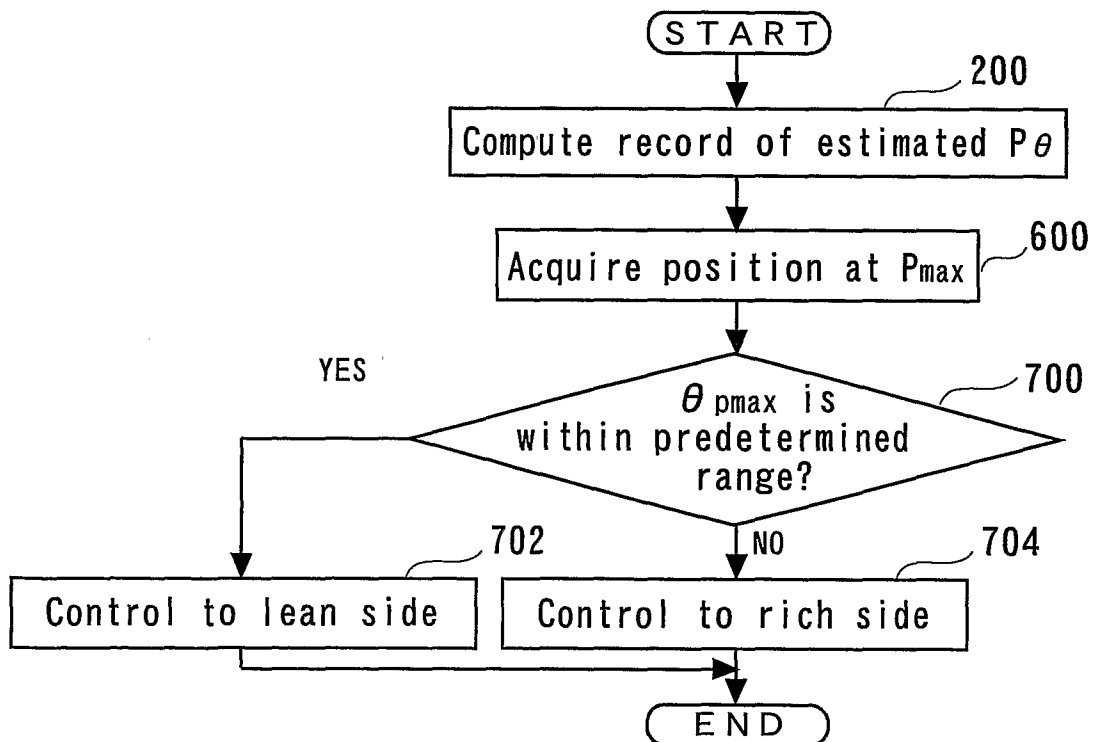 START
200
Compute record of estimated Pθ
600
Acquire position at Pmax
YES
700
θpmax is
within predetermined
range?
702
NO
704
Control to lean side
Control to rich side
END